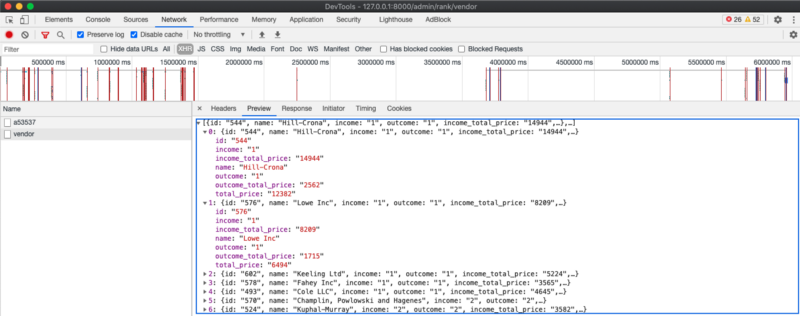 DevTools - 127.0.0.1:8000/admin/rank/vendor
Elements Console Sources Network Performance Memory Application Security Lighthouse AdBlock 26 52
Preserve log Disable cache No throttling
Filter Hide data URLs All XHR JS CSS Img Media Font Doc WS Manifest Other Has blocked cookies Blocked Requests
500000 ms 1000000 ms 1500000 ms 2000000 ms 2500000 ms 3000000 ms 3500000 ms 4000000 ms 4500000 ms 5000000 ms 5500000 ms 6000000 ms
Name
a53537
vendor
Headers Preview Response Initiator Timing Cookies
[{id: "544", name: "Hill-Crona", income: "1", outcome: "1", income_total_price: "14944",…},…]
0: {id: "544", name: "Hill-Crona", income: "1", outcome: "1", income_total_price: "14944",…}
id: "544"
income: "1"
income_total_price: "14944"
name: "Hill-Crona"
outcome: "1"
outcome_total_price: "2562"
total_price: "12382"
1: {id: "576", name: "Lowe Inc", income: "1", outcome: "1", income_total_price: "8209",…}
id: "576"
income: "1"
income_total_price: "8209"
name: "Lowe Inc"
outcome: "1"
outcome_total_price: "1715"
total_price: "6494"
2: {id: "602", name: "Keeling Ltd", income: "1", outcome: "1", income_total_price: "5224",…}
3: {id: "578", name: "Fahey Inc", income: "1", outcome: "1", income_total_price: "3565",…}
4: {id: "493", name: "Cole LLC", income: "1", outcome: "1", income_total_price: "4645",…}
5: {id: "570", name: "Champlin, Powlowski and Hagenes", income: "2", outcome: "2",…}
6: {id: "524", name: "Kuphal-Murray", income: "2", outcome: "2", income_total_price: "3582",…}